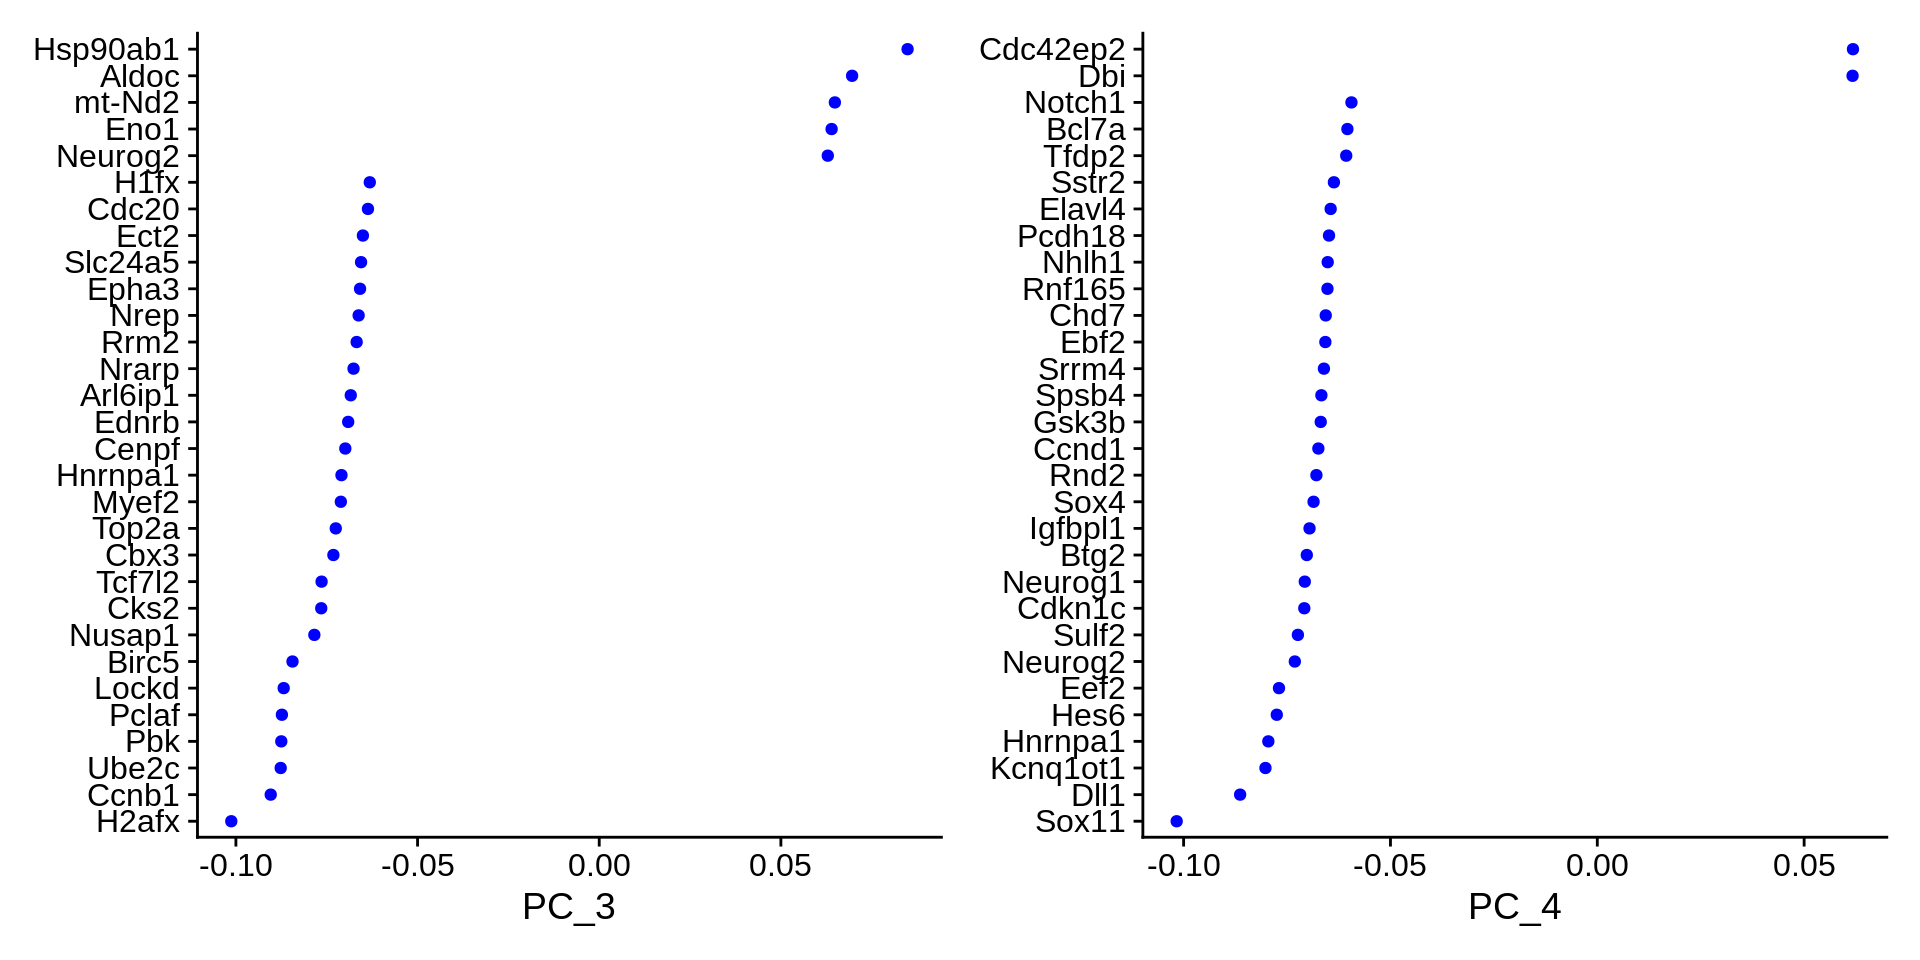 Hsp90ab1
Aldoc
mt-Nd2
Eno1
Neurog2
H1fx
Cdc20
Ect2
Slc24a5
Epha3
Nrep
Rrm2
Nrarp
Arl6ip1
Ednrb
Cenpf
Hnrnpa1
Myef2
Top2a
Cbx3
Tcf7l2
Cks2
Nusap1
Birc5
Lockd
Pclaf
Pbk
Ube2c
Ccnb1
H2afx
-0.10 -0.05 0.00 0.05
PC_3
Cdc42ep2
Dbi
Notch1
Bcl7a
Tfdp2
Sstr2
Elavl4
Pcdh18
Nhlh1
Rnf165
Chd7
Ebf2
Srrm4
Spsb4
Gsk3b
Ccnd1
Rnd2
Sox4
Igfbpl1
Btg2
Neurog1
Cdkn1c
Sulf2
Neurog2
Eef2
Hes6
Hnrnpa1
Kcnq1ot1
Dll1
Sox11
-0.10 -0.05 0.00 0.05
PC_4